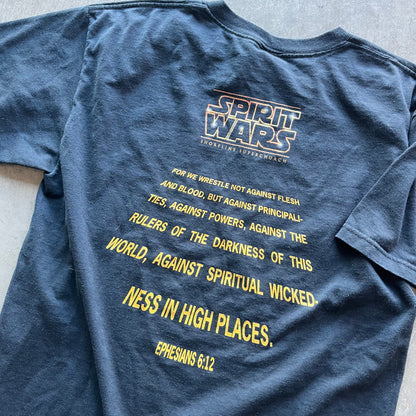 SPIRIT
WARS
SHORELINE SUPERCHURCH
FOR WE WRESTLE NOT AGAINST FLESH
AND BLOOD, BUT AGAINST PRINCIPALI-
TIES, AGAINST POWERS, AGAINST THE
RULERS OF THE DARKNESS OF THIS
WORLD, AGAINST SPIRITUAL WICKED-
NESS IN HIGH PLACES.
EPHESIANS 6:12